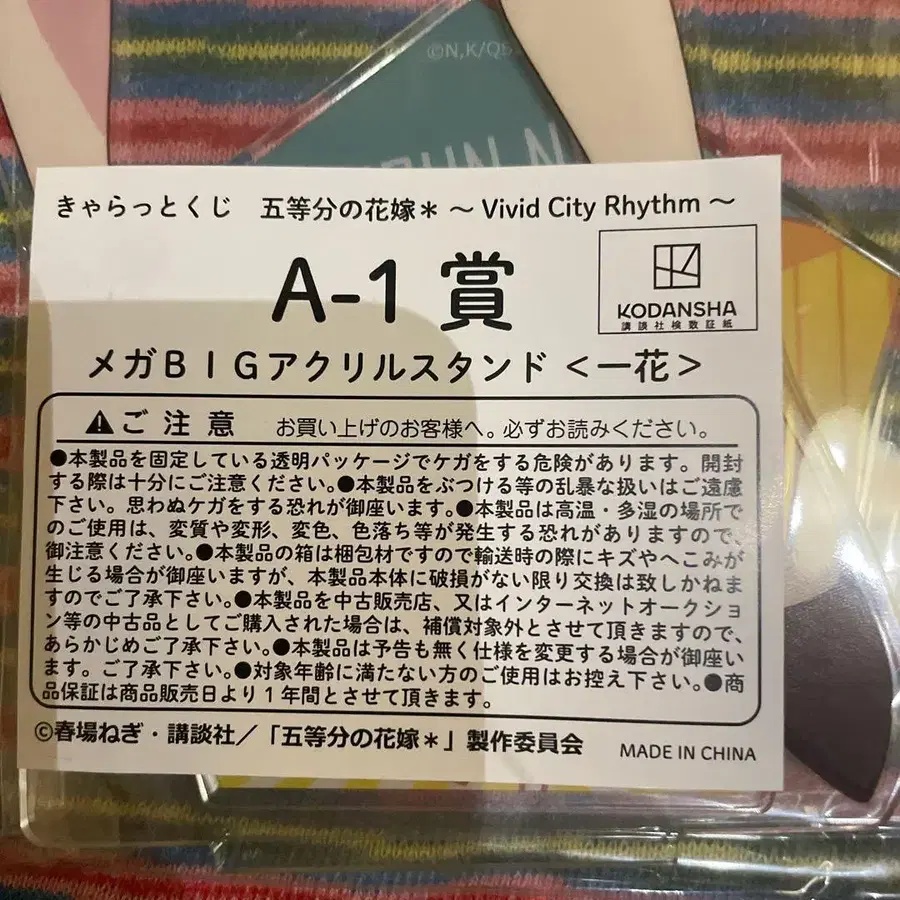 ©N,K/QS
きゃらっとくじ 五等分の花嫁＊ ～ Vivid City Rhythm ～
A-1 賞
KODANSHA
講談社検数証紙
メガＢＩＧアクリルスタンド＜一花＞
ご注意 お買い上げのお客様へ。必ずお読みください。
●本製品を固定している透明パッケージでケガをする危険があります。開封
する際は十分にご注意ください。●本製品をぶつける等の乱暴な扱いはご遠慮
下さい。思わぬケガをする恐れが御座います。●本製品は高温・多湿の場所で
のご使用は、変質や変形、変色、色落ち等が発生する恐れがありますので、
御注意ください。●本製品の箱は梱包材ですので輸送時の際にキズやへこみが
生じる場合が御座いますが、本製品本体に破損がない限り交換は致しかねま
すのでご了承下さい。●本製品を中古販売店、又はインターネットオークショ
ン等の中古品としてご購入された場合は、補償対象外とさせて頂きますので、
あらかじめご了承下さい。●本製品は予告も無く仕様を変更する場合が御座い
ます。ご了承下さい。●対象年齢に満たない方のご使用はお控え下さい。●商
品保証は商品販売日より１年間とさせて頂きます。
©春場ねぎ・講談社／「五等分の花嫁＊」製作委員会
MADE IN CHINA